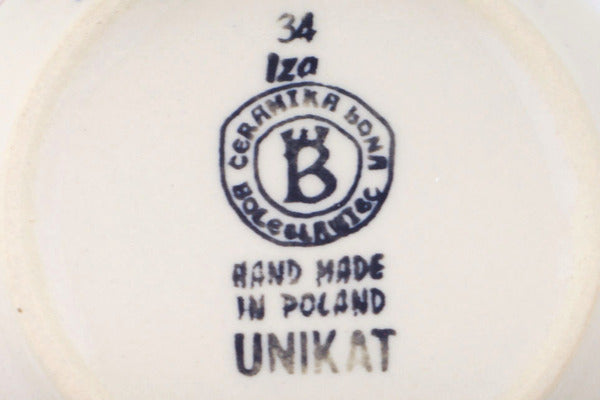 34
Iza
CERAMIKA bONA
B
BOLESŁAWIEC
HAND MADE
IN POLAND
UNIKAT